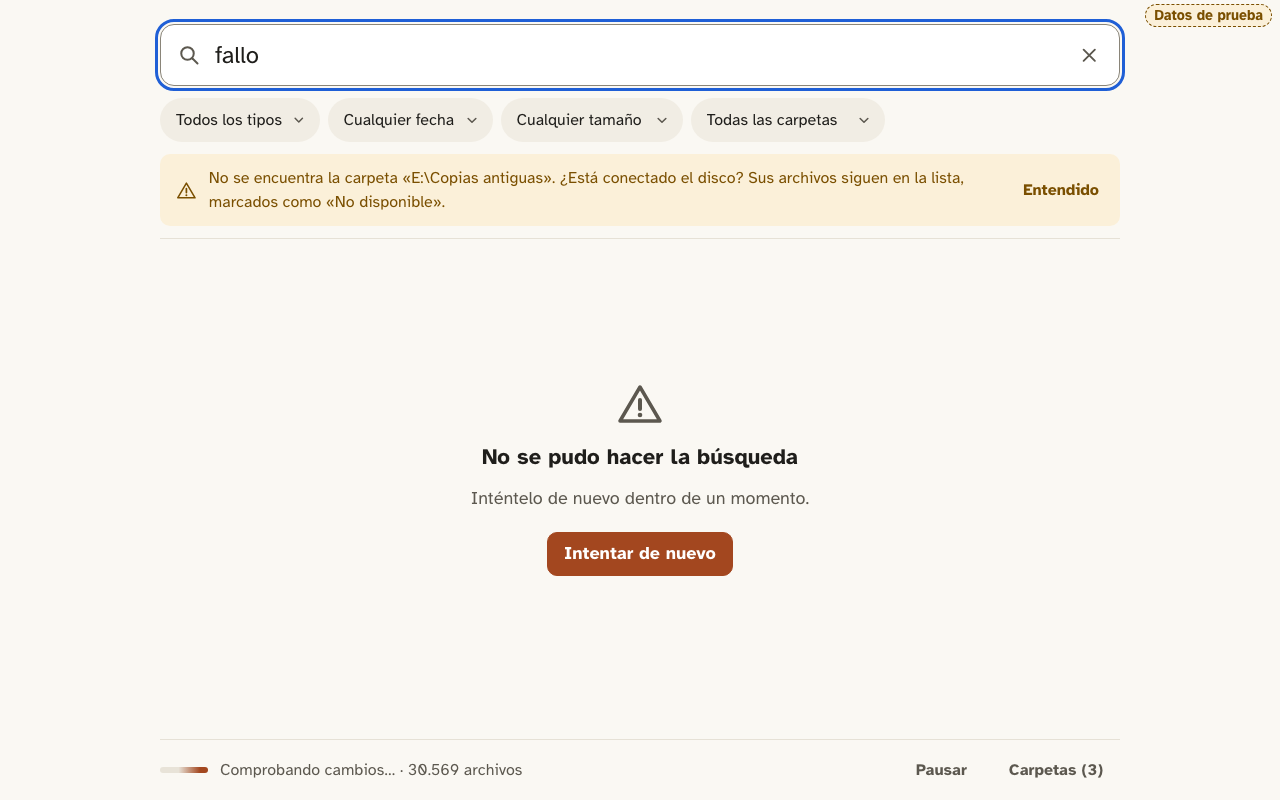 Datos de prueba
fallo
Todos los tipos
Cualquier fecha
Cualquier tamaño
Todas las carpetas
No se encuentra la carpeta «E:\Copias antiguas». ¿Está conectado el disco? Sus archivos siguen en la lista,
marcados como «No disponible».
Entendido
No se pudo hacer la búsqueda
Inténtelo de nuevo dentro de un momento.
Intentar de nuevo
Comprobando cambios… · 30.569 archivos
Pausar
Carpetas (3)